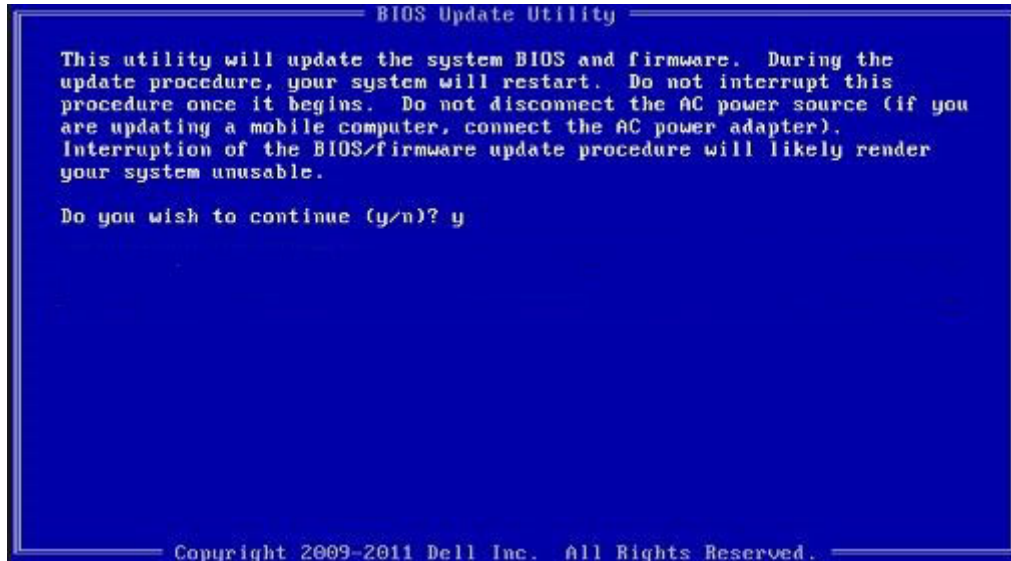 BIOS Update Utility
This utility will update the system BIOS and firmware. During the
update procedure, your system will restart. Do not interrupt this
procedure once it begins. Do not disconnect the AC power source (if you
are updating a mobile computer, connect the AC power adapter).
Interruption of the BIOS/firmware update procedure will likely render
your system unusable.
Do you wish to continue (y/n)? y
Copyright 2009-2011 Dell Inc. All Rights Reserved.